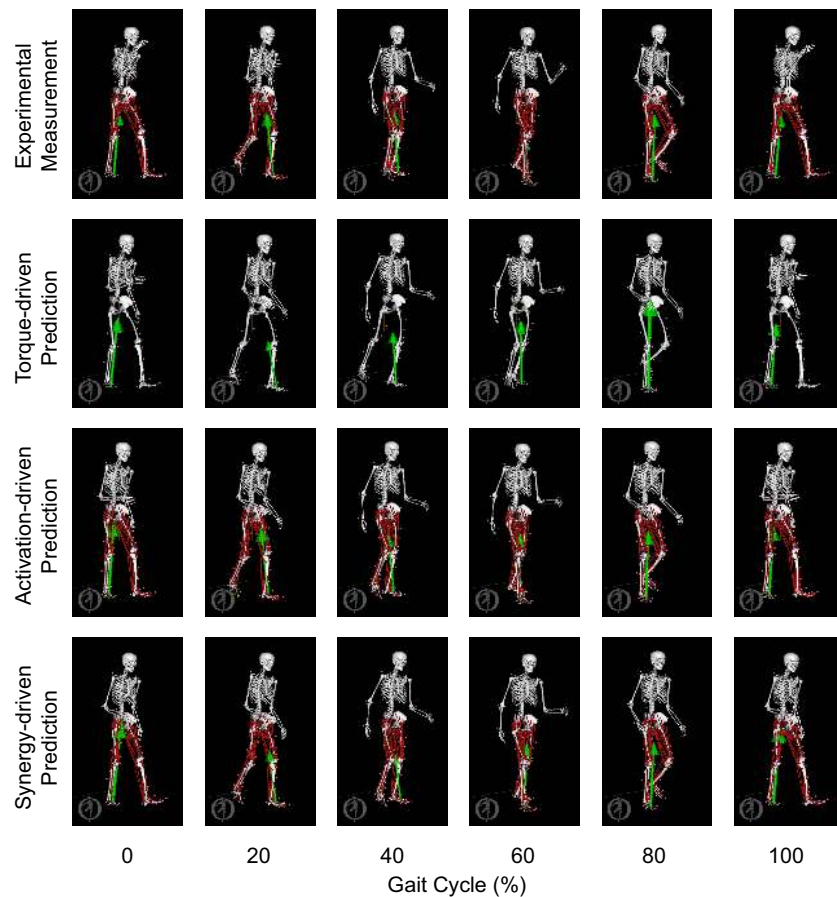 Experimental
Measurement
Torque-driven
Prediction
Activation-driven
Prediction
Synergy-driven
Prediction
0 20 40 60 80 100
Gait Cycle (%)